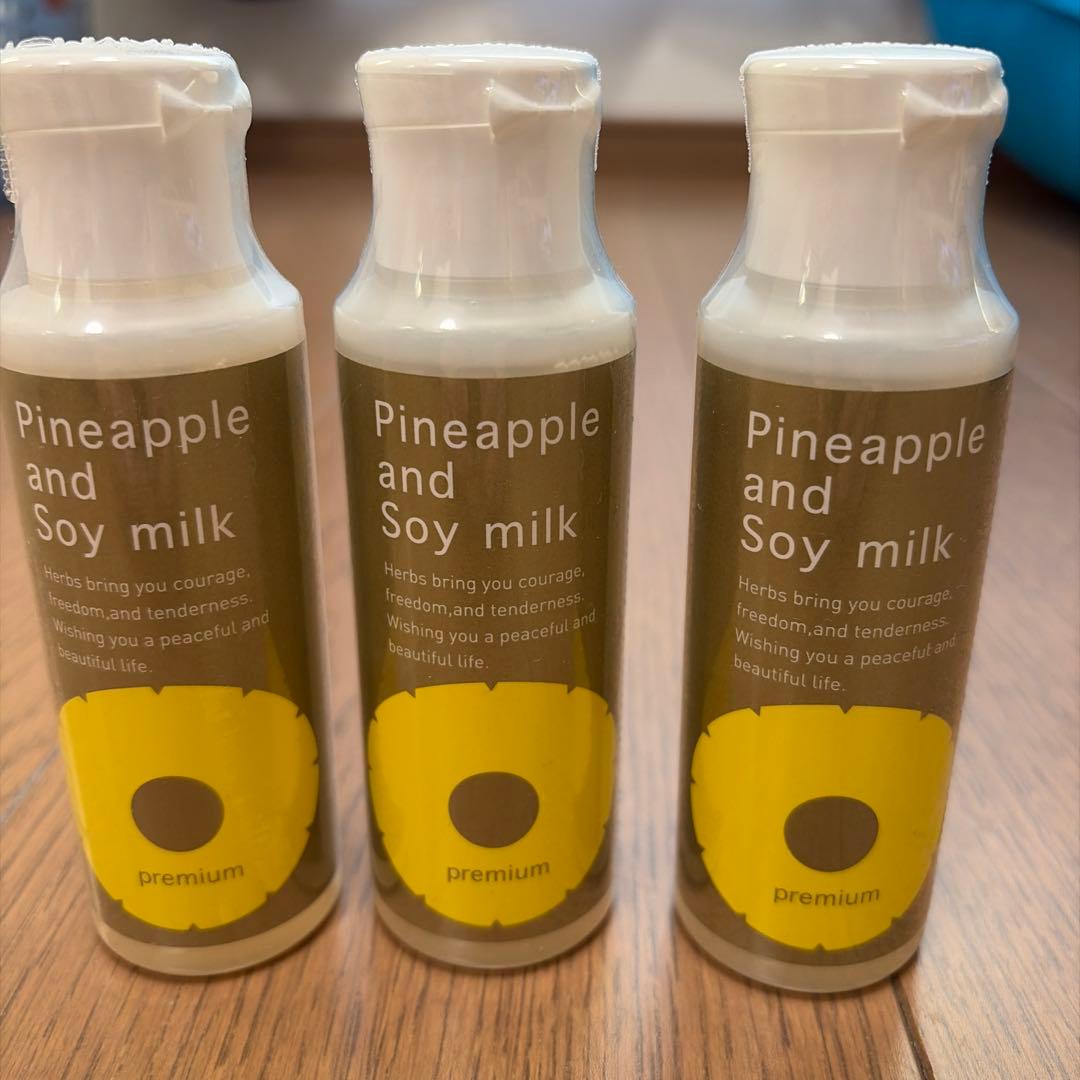 Pineapple
and
Soy milk
Herbs bring you courage,
freedom,and tenderness.
Wishing you a peaceful and
beautiful life.
premium
Pineapple
and
Soy milk
Herbs bring you courage,
freedom,and tenderness.
Wishing you a peaceful and
beautiful life.
premium
Pineapple
and
Soy milk
Herbs bring you courage,
freedom,and tenderness.
Wishing you a peaceful and
beautiful life.
premium